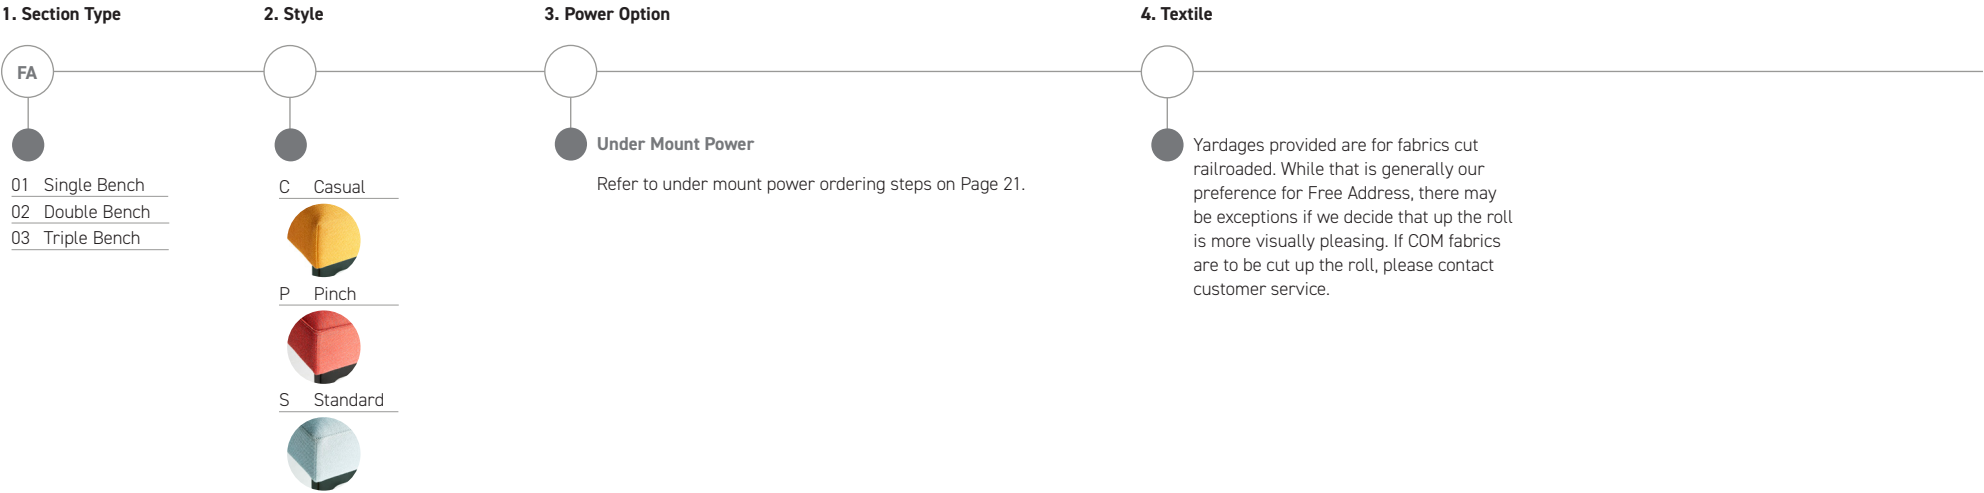 1. Section Type
2. Style
3. Power Option
4. Textile
FA
01 Single Bench
02 Double Bench
03 Triple Bench
C Casual
P Pinch
S Standard
Under Mount Power
Refer to under mount power ordering steps on Page 21.
Yardages provided are for fabrics cut
railroaded. While that is generally our
preference for Free Address, there may
be exceptions if we decide that up the roll
is more visually pleasing. If COM fabrics
are to be cut up the roll, please contact
customer service.